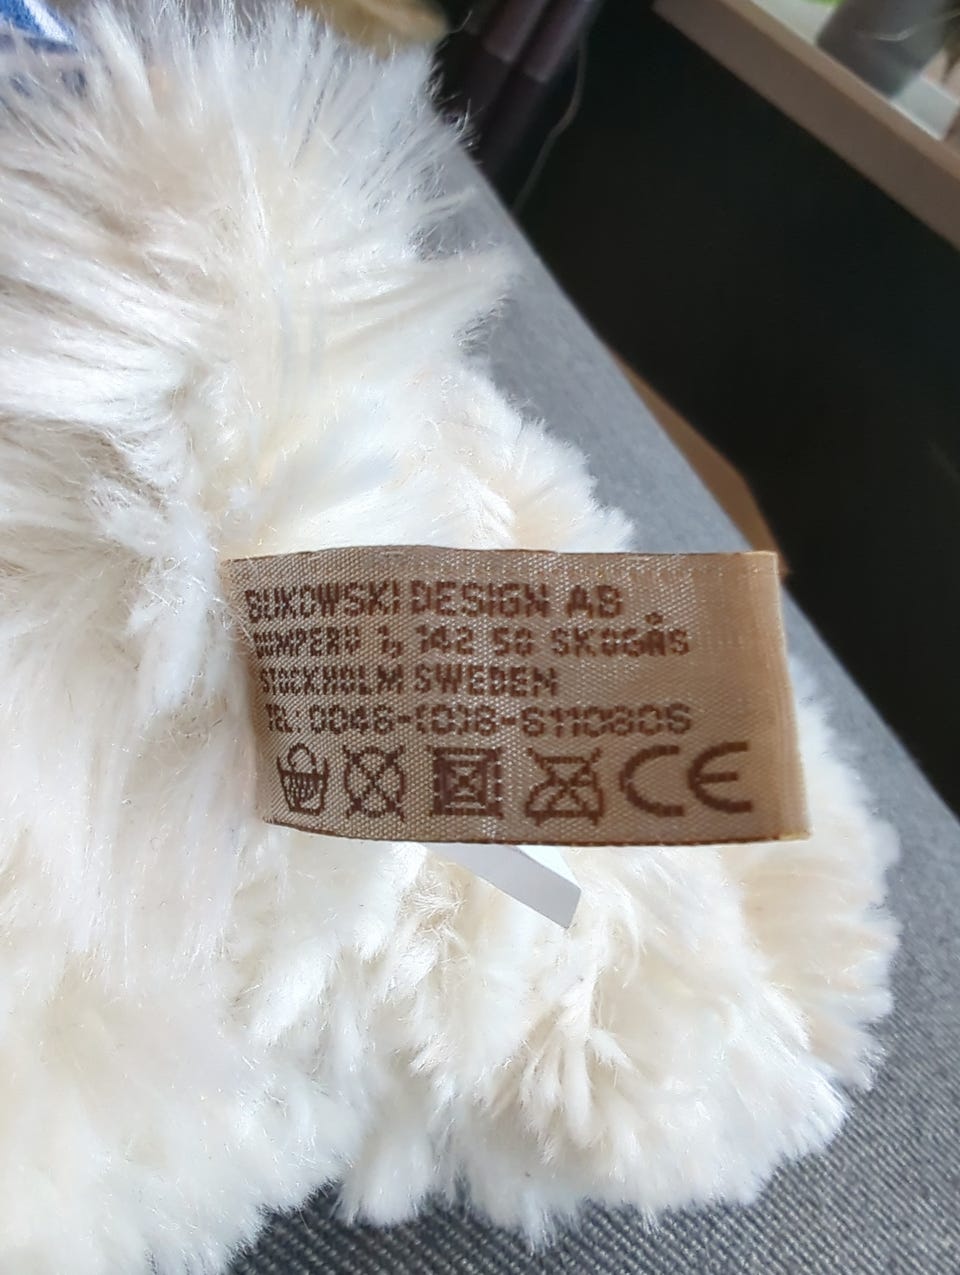 BUKOWSKI DESIGN AB
DUMPERV 1, 142 50 SKOGÅS
STOCKHOLM SWEDEN
TEL: 0046-(0)8-6110805
CE